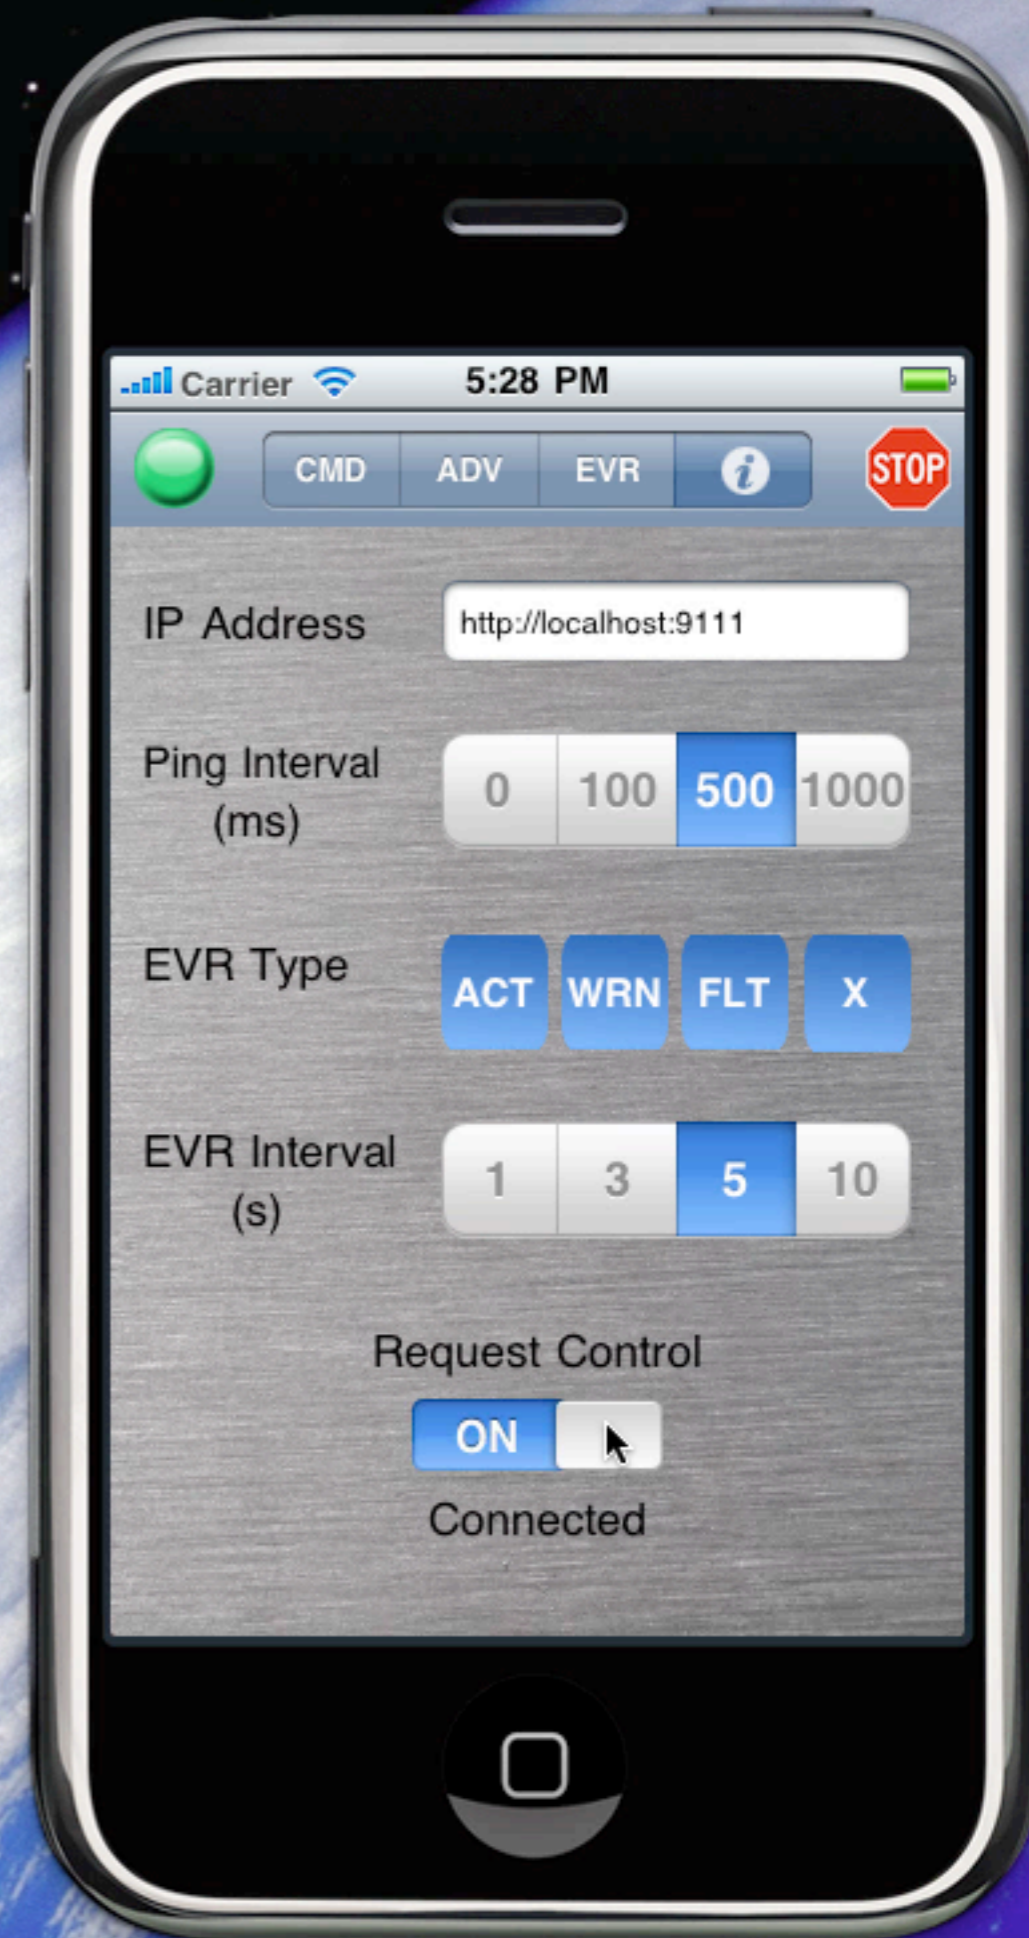 Carrier 5:28 PM
CMD ADV EVR i STOP
IP Address http://localhost:9111
Ping Interval
(ms)
0 100 500 1000
EVR Type
ACT WRN FLT X
EVR Interval
(s)
1 3 5 10
Request Control
ON
Connected